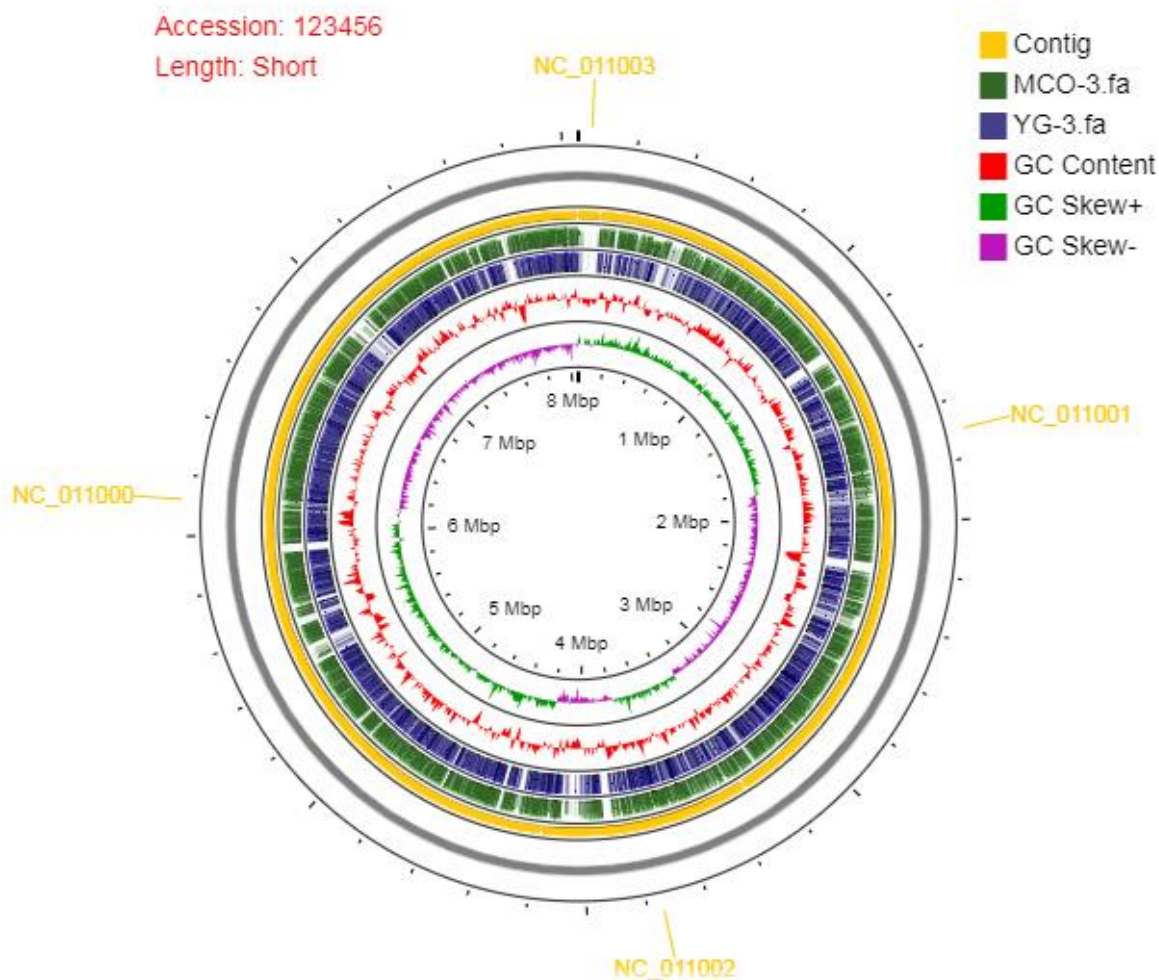 Accession: 123456
Length: Short
NC_011003
Contig
MCO-3.fa
YG-3.fa
GC Content
GC Skew+
GC Skew-
8 Mbp
7 Mbp
1 Mbp
NC_011001
NC_011000
6 Mbp
2 Mbp
5 Mbp
3 Mbp
4 Mbp
NC_011002